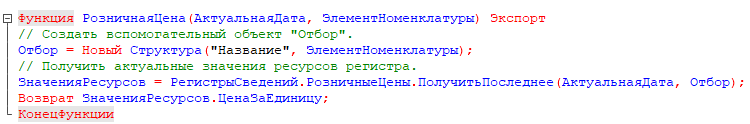 Функция РозничнаяЦена(АктуальнаяДата, ЭлементНоменклатуры) Экспорт
// Создать вспомогательный объект "Отбор".
Отбор = Новый Структура("Название", ЭлементНоменклатуры);
// Получить актуальные значения ресурсов регистра.
ЗначенияРесурсов = РегистрыСведений.РозничныеЦены.ПолучитьПоследнее(АктуальнаяДата, Отбор);
Возврат ЗначенияРесурсов.ЦенаЗаЕдиницу;
КонецФункции